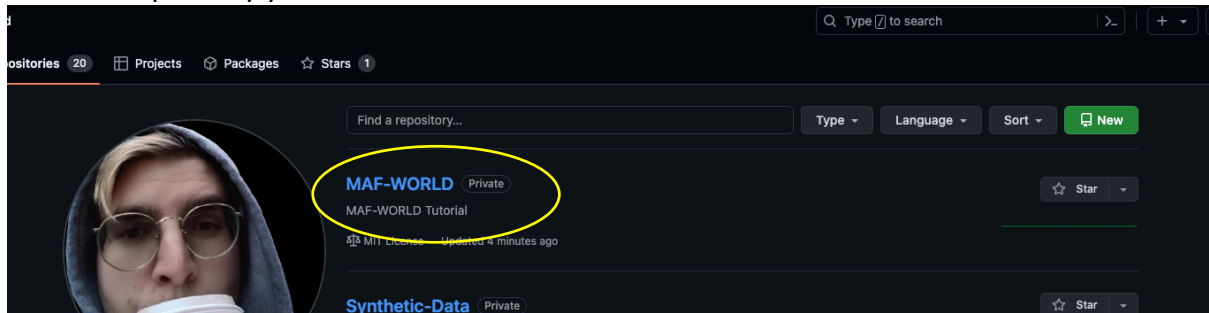 d
Type / to search
ositories 20 Projects Packages Stars 1
Find a repository... Type Language Sort New
MAF-WORLD Private
Star
MAF-WORLD Tutorial
MIT License Updated 4 minutes ago
Synthetic-Data Private
Star